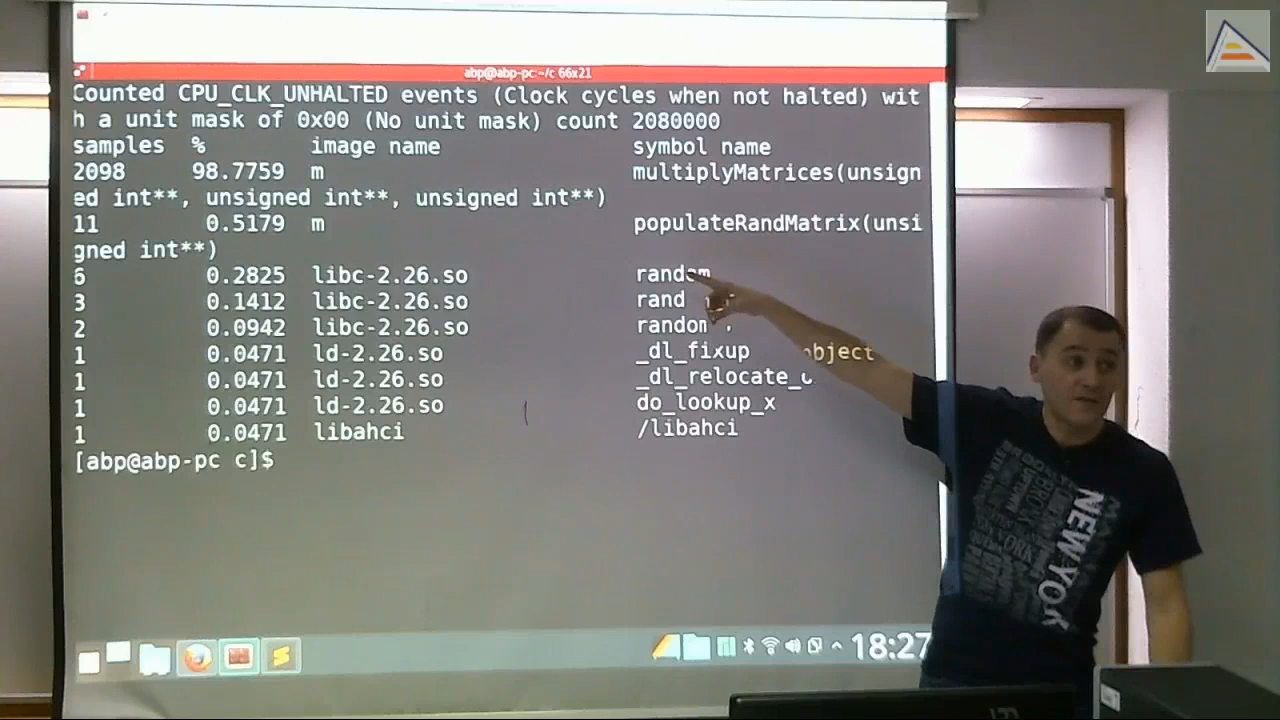 abp@abp-pc:~/c 66x21
Counted CPU_CLK_UNHALTED events (Clock cycles when not halted) wit
h a unit mask of 0x00 (No unit mask) count 2080000
samples % image name symbol name
2098 98.7759 m multiplyMatrices(unsign
ed int**, unsigned int**, unsigned int**)
11 0.5179 m populateRandMatrix(unsi
gned int**)
6 0.2825 libc-2.26.so random
3 0.1412 libc-2.26.so rand
2 0.0942 libc-2.26.so random
1 0.0471 ld-2.26.so _dl_fixup
1 0.0471 ld-2.26.so _dl_relocate_object
1 0.0471 ld-2.26.so do_lookup_x
1 0.0471 libahci /libahci
[abp@abp-pc c]$
18:27
NEW YORK